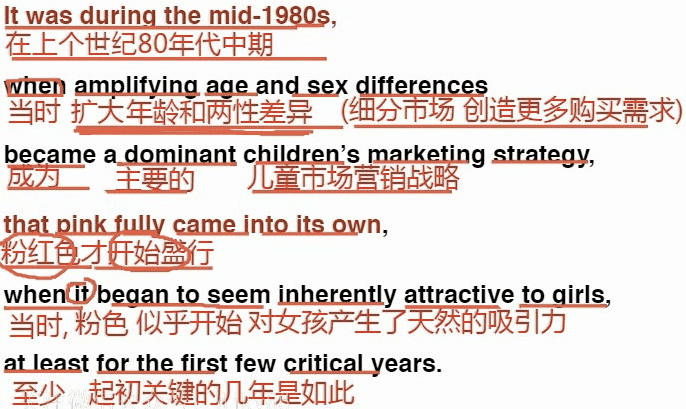 It was during the mid-1980s,
在上个世纪80年代中期
when amplifying age and sex differences
当时 扩大年龄和两性差异 (细分市场 创造更多购买需求)
became a dominant children's marketing strategy,
成为 主要的 儿童市场营销战略
that pink fully came into its own,
粉红色才开始盛行
when it began to seem inherently attractive to girls,
当时, 粉色 似乎开始 对女孩产生了天然的吸引力
at least for the first few critical years.
至少 起初关键的几年是如此